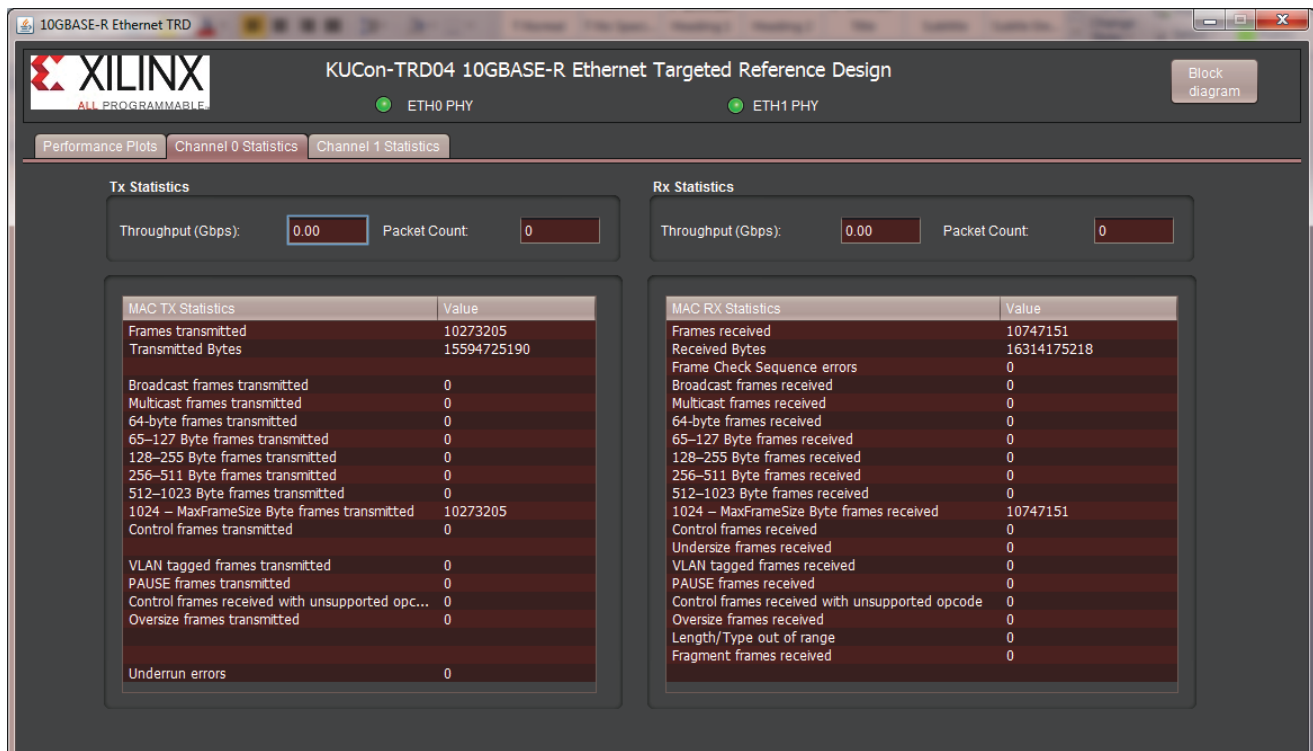 10GBASE-R Ethernet TRD
XILINX
ALL PROGRAMMABLE
KUCon-TRD04 10GBASE-R Ethernet Targeted Reference Design
ETH0 PHY
ETH1 PHY
Block
diagram
Performance Plots
Channel 0 Statistics
Channel 1 Statistics
Tx Statistics
Throughput (Gbps): 0.00 Packet Count: 0
MAC TX Statistics Value
Frames transmitted 10273205
Transmitted Bytes 15594725190
Broadcast frames transmitted 0
Multicast frames transmitted 0
64-byte frames transmitted 0
65–127 Byte frames transmitted 0
128–255 Byte frames transmitted 0
256–511 Byte frames transmitted 0
512–1023 Byte frames transmitted 0
1024 – MaxFrameSize Byte frames transmitted 10273205
Control frames transmitted 0
VLAN tagged frames transmitted 0
PAUSE frames transmitted 0
Control frames received with unsupported opc... 0
Oversize frames transmitted 0
Underrun errors 0
Rx Statistics
Throughput (Gbps): 0.00 Packet Count: 0
MAC RX Statistics Value
Frames received 10747151
Received Bytes 16314175218
Frame Check Sequence errors 0
Broadcast frames received 0
Multicast frames received 0
64-byte frames received 0
65–127 Byte frames received 0
128–255 Byte frames received 0
256–511 Byte frames received 0
512–1023 Byte frames received 0
1024 – MaxFrameSize Byte frames received 10747151
Control frames received 0
Undersize frames received 0
VLAN tagged frames received 0
PAUSE frames received 0
Control frames received with unsupported opcode 0
Oversize frames received 0
Length/Type out of range 0
Fragment frames received 0